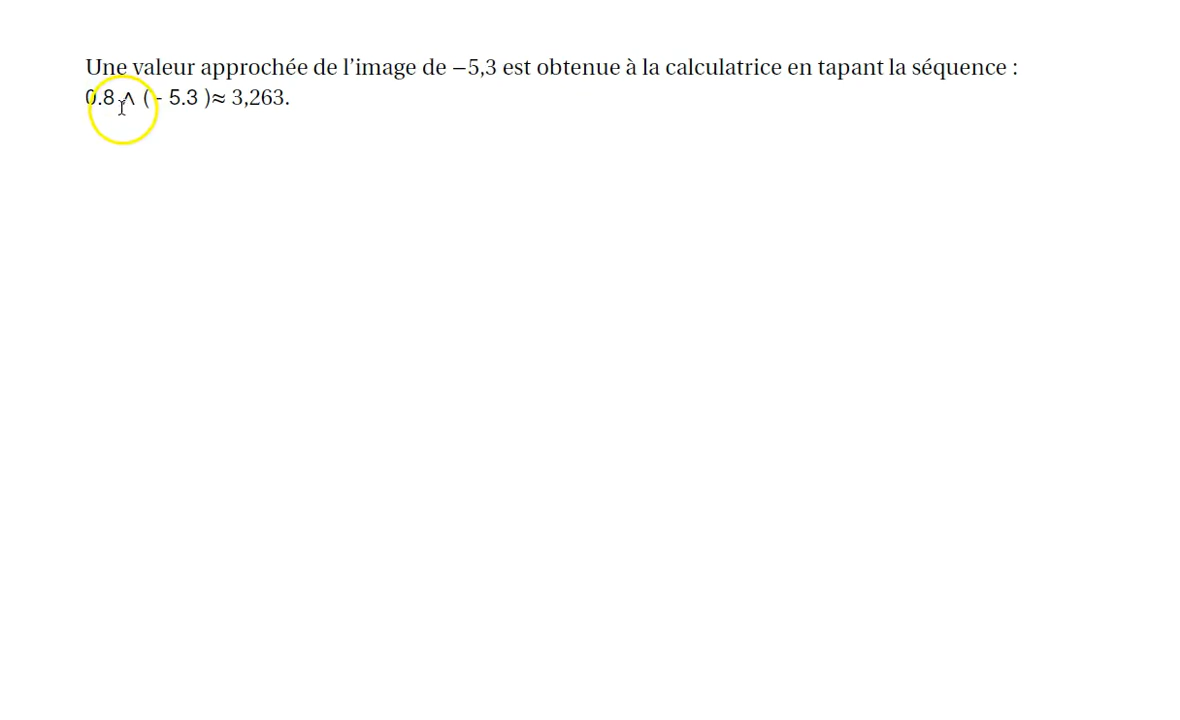 Une valeur approchée de l’image de −5,3 est obtenue à la calculatrice en tapant la séquence :
0.8 ^ ( - 5.3 )≈ 3,263.